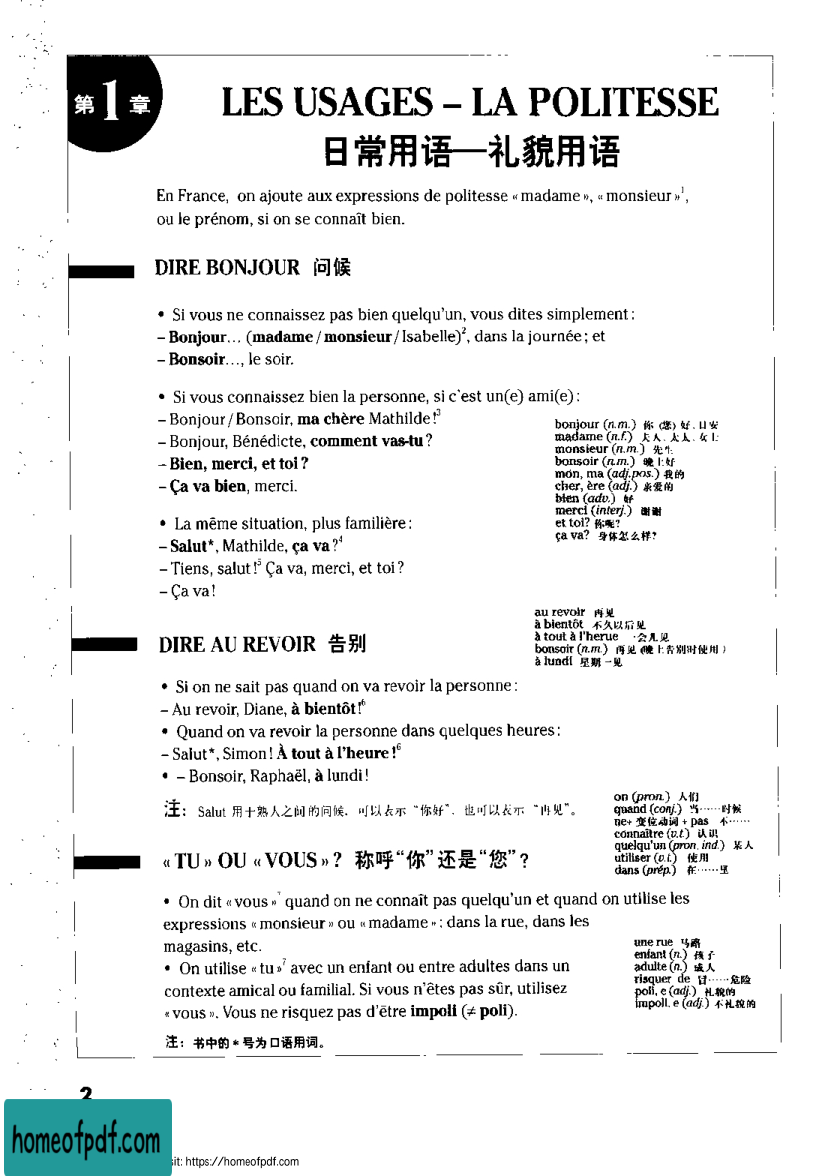 第1章
LES USAGES – LA POLITESSE
日常用语—礼貌用语
En France, on ajoute aux expressions de politesse « madame », « monsieur »¹,
ou le prénom, si on se connaît bien.
DIRE BONJOUR 问候
• Si vous ne connaissez pas bien quelqu'un, vous dites simplement :
– Bonjour... (madame / monsieur / Isabelle)², dans la journée ; et
– Bonsoir..., le soir.
• Si vous connaissez bien la personne, si c'est un(e) ami(e) :
– Bonjour / Bonsoir, ma chère Mathilde !³
– Bonjour, Bénédicte, comment vas-tu ?
– Bien, merci, et toi ?
– Ça va bien, merci.
• La même situation, plus familière :
– Salut*, Mathilde, ça va ?⁴
– Tiens, salut !⁵ Ça va, merci, et toi ?
– Ça va !
bonjour (n.m.) 你 (您) 好，日安
madame (n.f.) 夫人，太太，女士
monsieur (n.m.) 先生
bonsoir (n.m.) 晚上好
mon, ma (adj.pos.) 我的
cher, ère (adj.) 亲爱的
bien (adv.) 好
merci (interj.) 谢谢
et toi? 你呢?
ça va? 身体怎么样?
au revoir 再见
à bientôt 不久以后见
à tout à l'herue 一会儿见
bonsoir (n.m.) 再见 (晚上告别时使用)
à lundi 星期一见
DIRE AU REVOIR 告别
• Si on ne sait pas quand on va revoir la personne :
– Au revoir, Diane, à bientôt !⁶
• Quand on va revoir la personne dans quelques heures :
– Salut*, Simon ! À tout à l'heure !⁶
• – Bonsoir, Raphaël, à lundi !
注： Salut 用于熟人之间的问候，可以表示“你好”，也可以表示“再见”。
on (pron.) 人们
quand (conj.) 当……时候
ne+ 变位动词 + pas 不……
connaître (v.t.) 认识
quelqu'un (pron. ind.) 某人
utiliser (v.t.) 使用
dans (prép.) 在……里
« TU » OU « VOUS » ? 称呼“你”还是“您”?
• On dit « vous »⁷ quand on ne connaît pas quelqu'un et quand on utilise les
expressions « monsieur » ou « madame » : dans la rue, dans les
magasins, etc.
• On utilise « tu »⁷ avec un enfant ou entre adultes dans un
contexte amical ou familial. Si vous n'êtes pas sûr, utilisez
« vous ». Vous ne risquez pas d'être impoli (≠ poli).
une rue 马路
enfant (n.) 孩子
adulte (n.) 成人
risquer de 冒……危险
poli, e (adj.) 礼貌的
impoli, e (adj.) 不礼貌的
注：书中的 * 号为口语用词。
2
homeofpdf.com
sit: https://homeofpdf.com